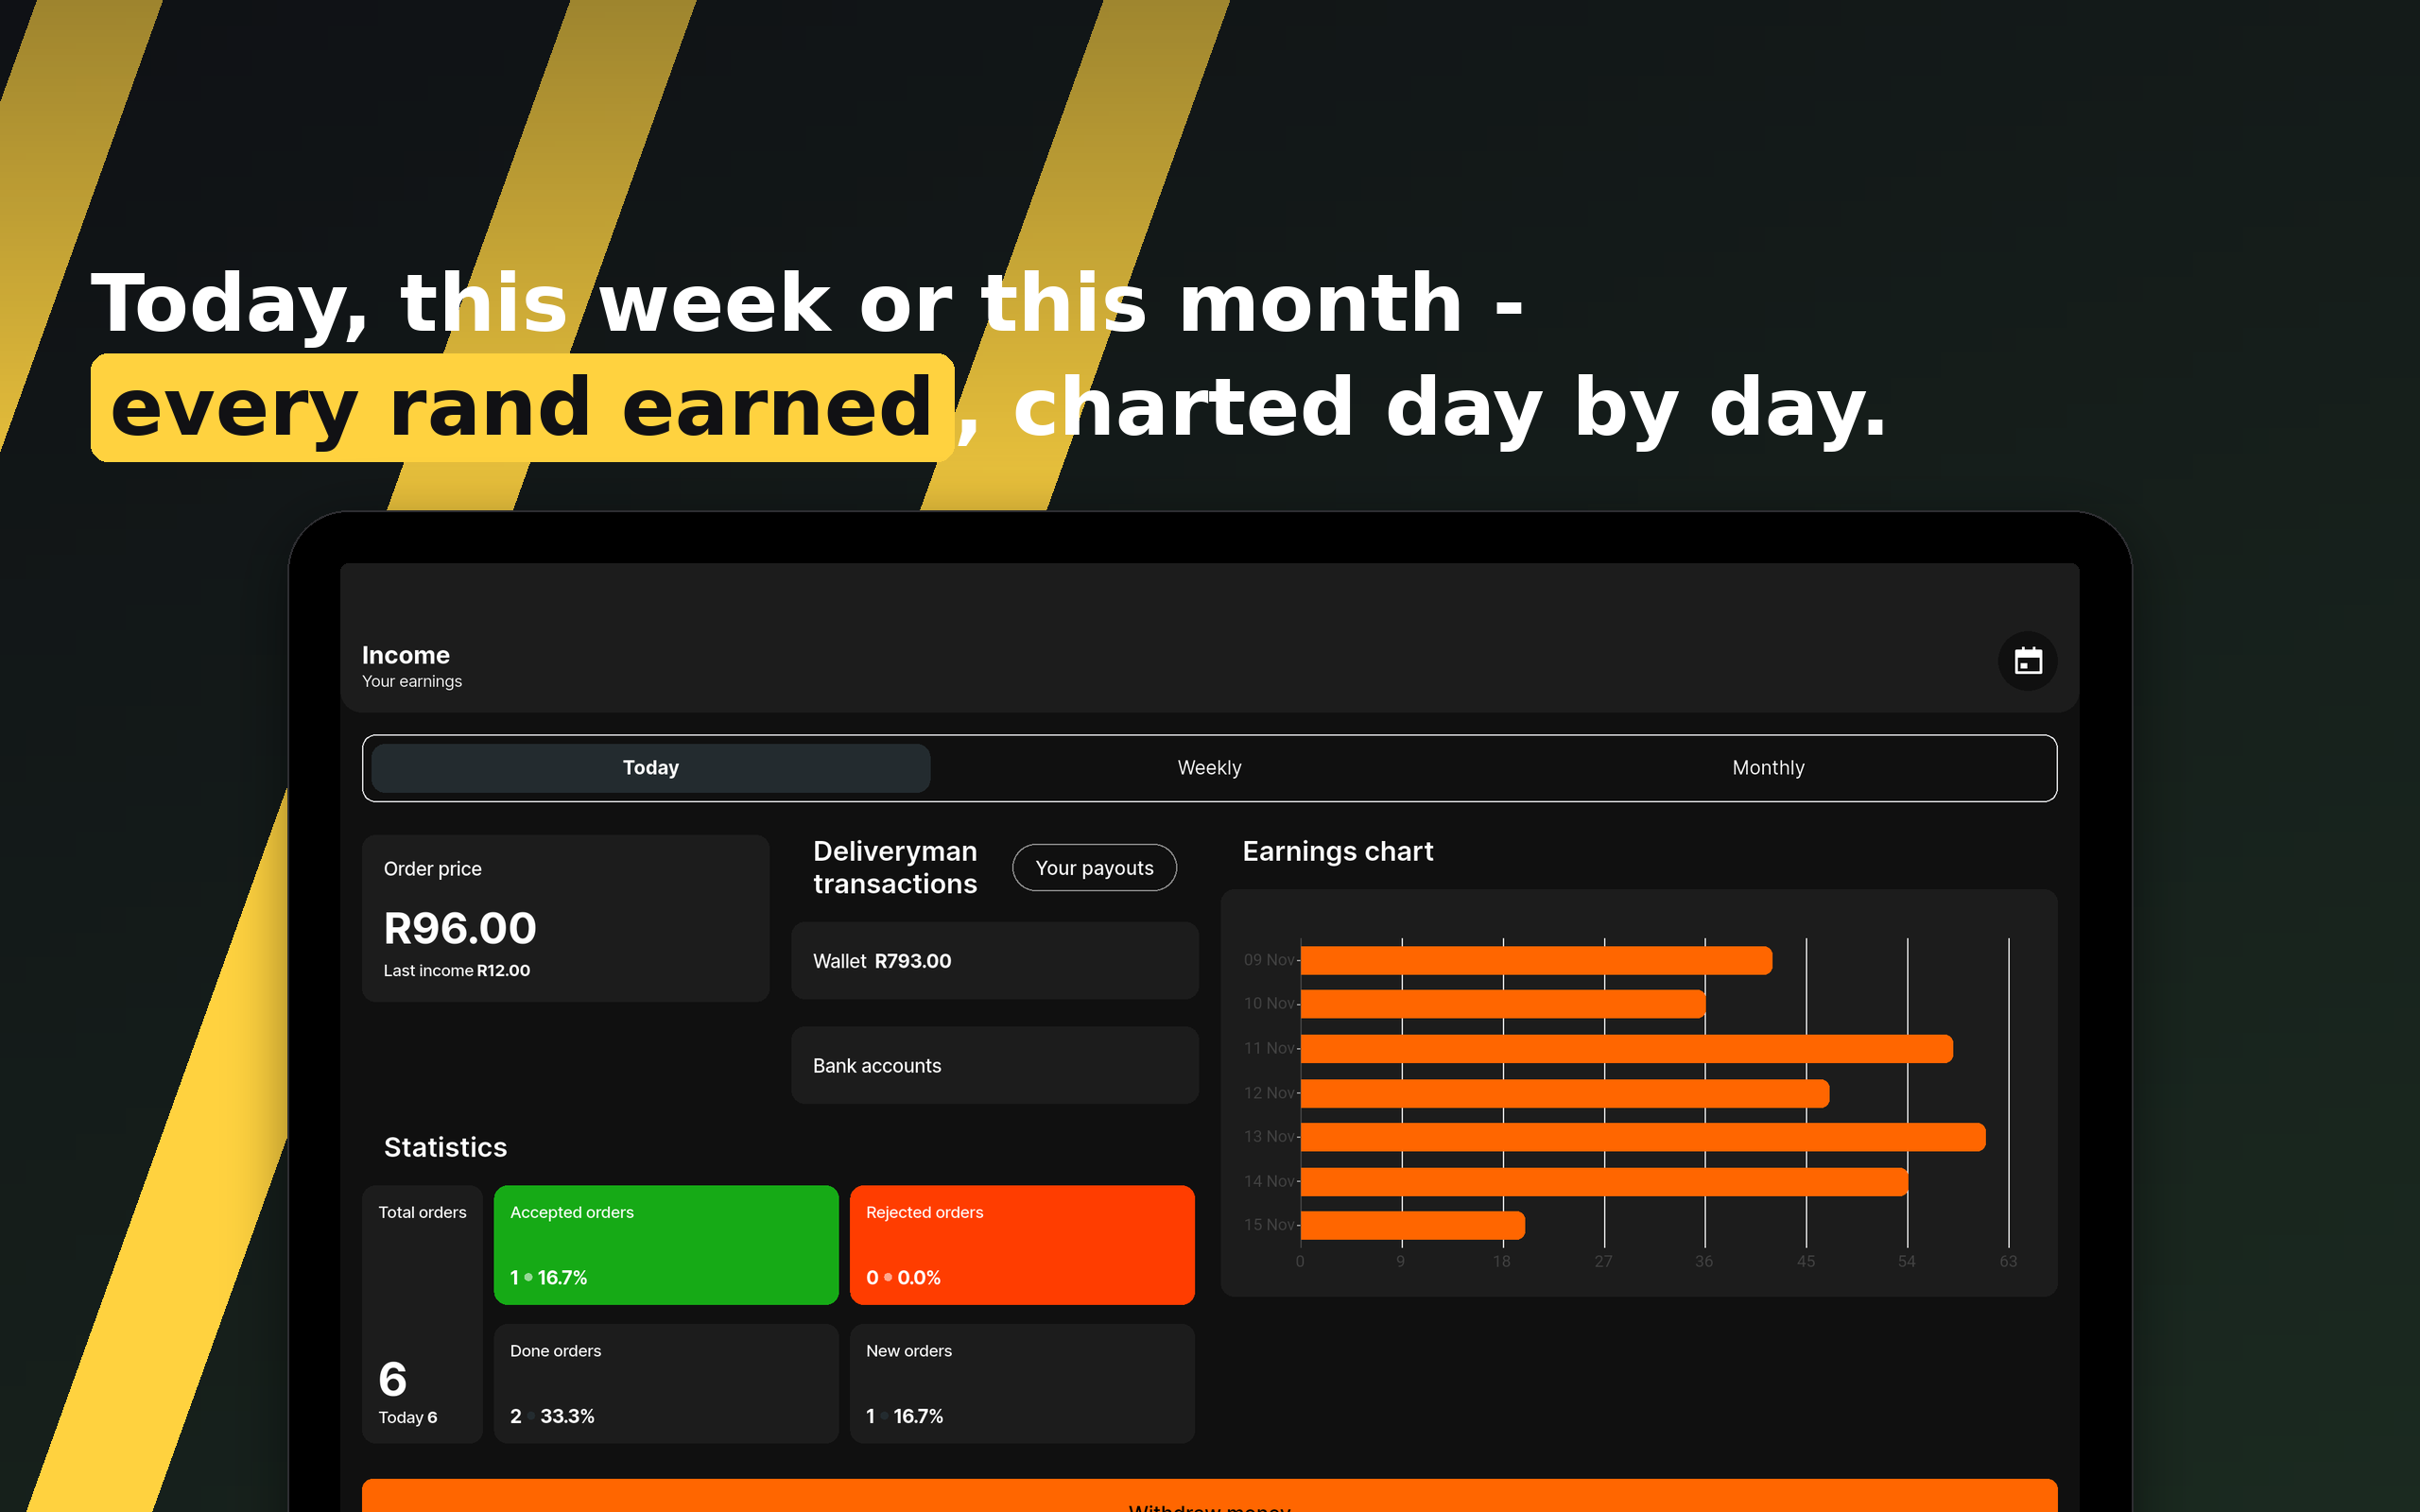 Today, this week or this month -
every rand earned, charted day by day.
Income
Your earnings
Today
Weekly
Monthly
Order price
R96.00
Last income R12.00
Deliveryman
transactions
Your payouts
Wallet R793.00
Bank accounts
Earnings chart
09 Nov
10 Nov
11 Nov
12 Nov
13 Nov
14 Nov
15 Nov
0 9 18 27 36 45 54 63
Statistics
Total orders
6
Today 6
Accepted orders
1 • 16.7%
Rejected orders
0 • 0.0%
Done orders
2 • 33.3%
New orders
1 • 16.7%
Withdraw money